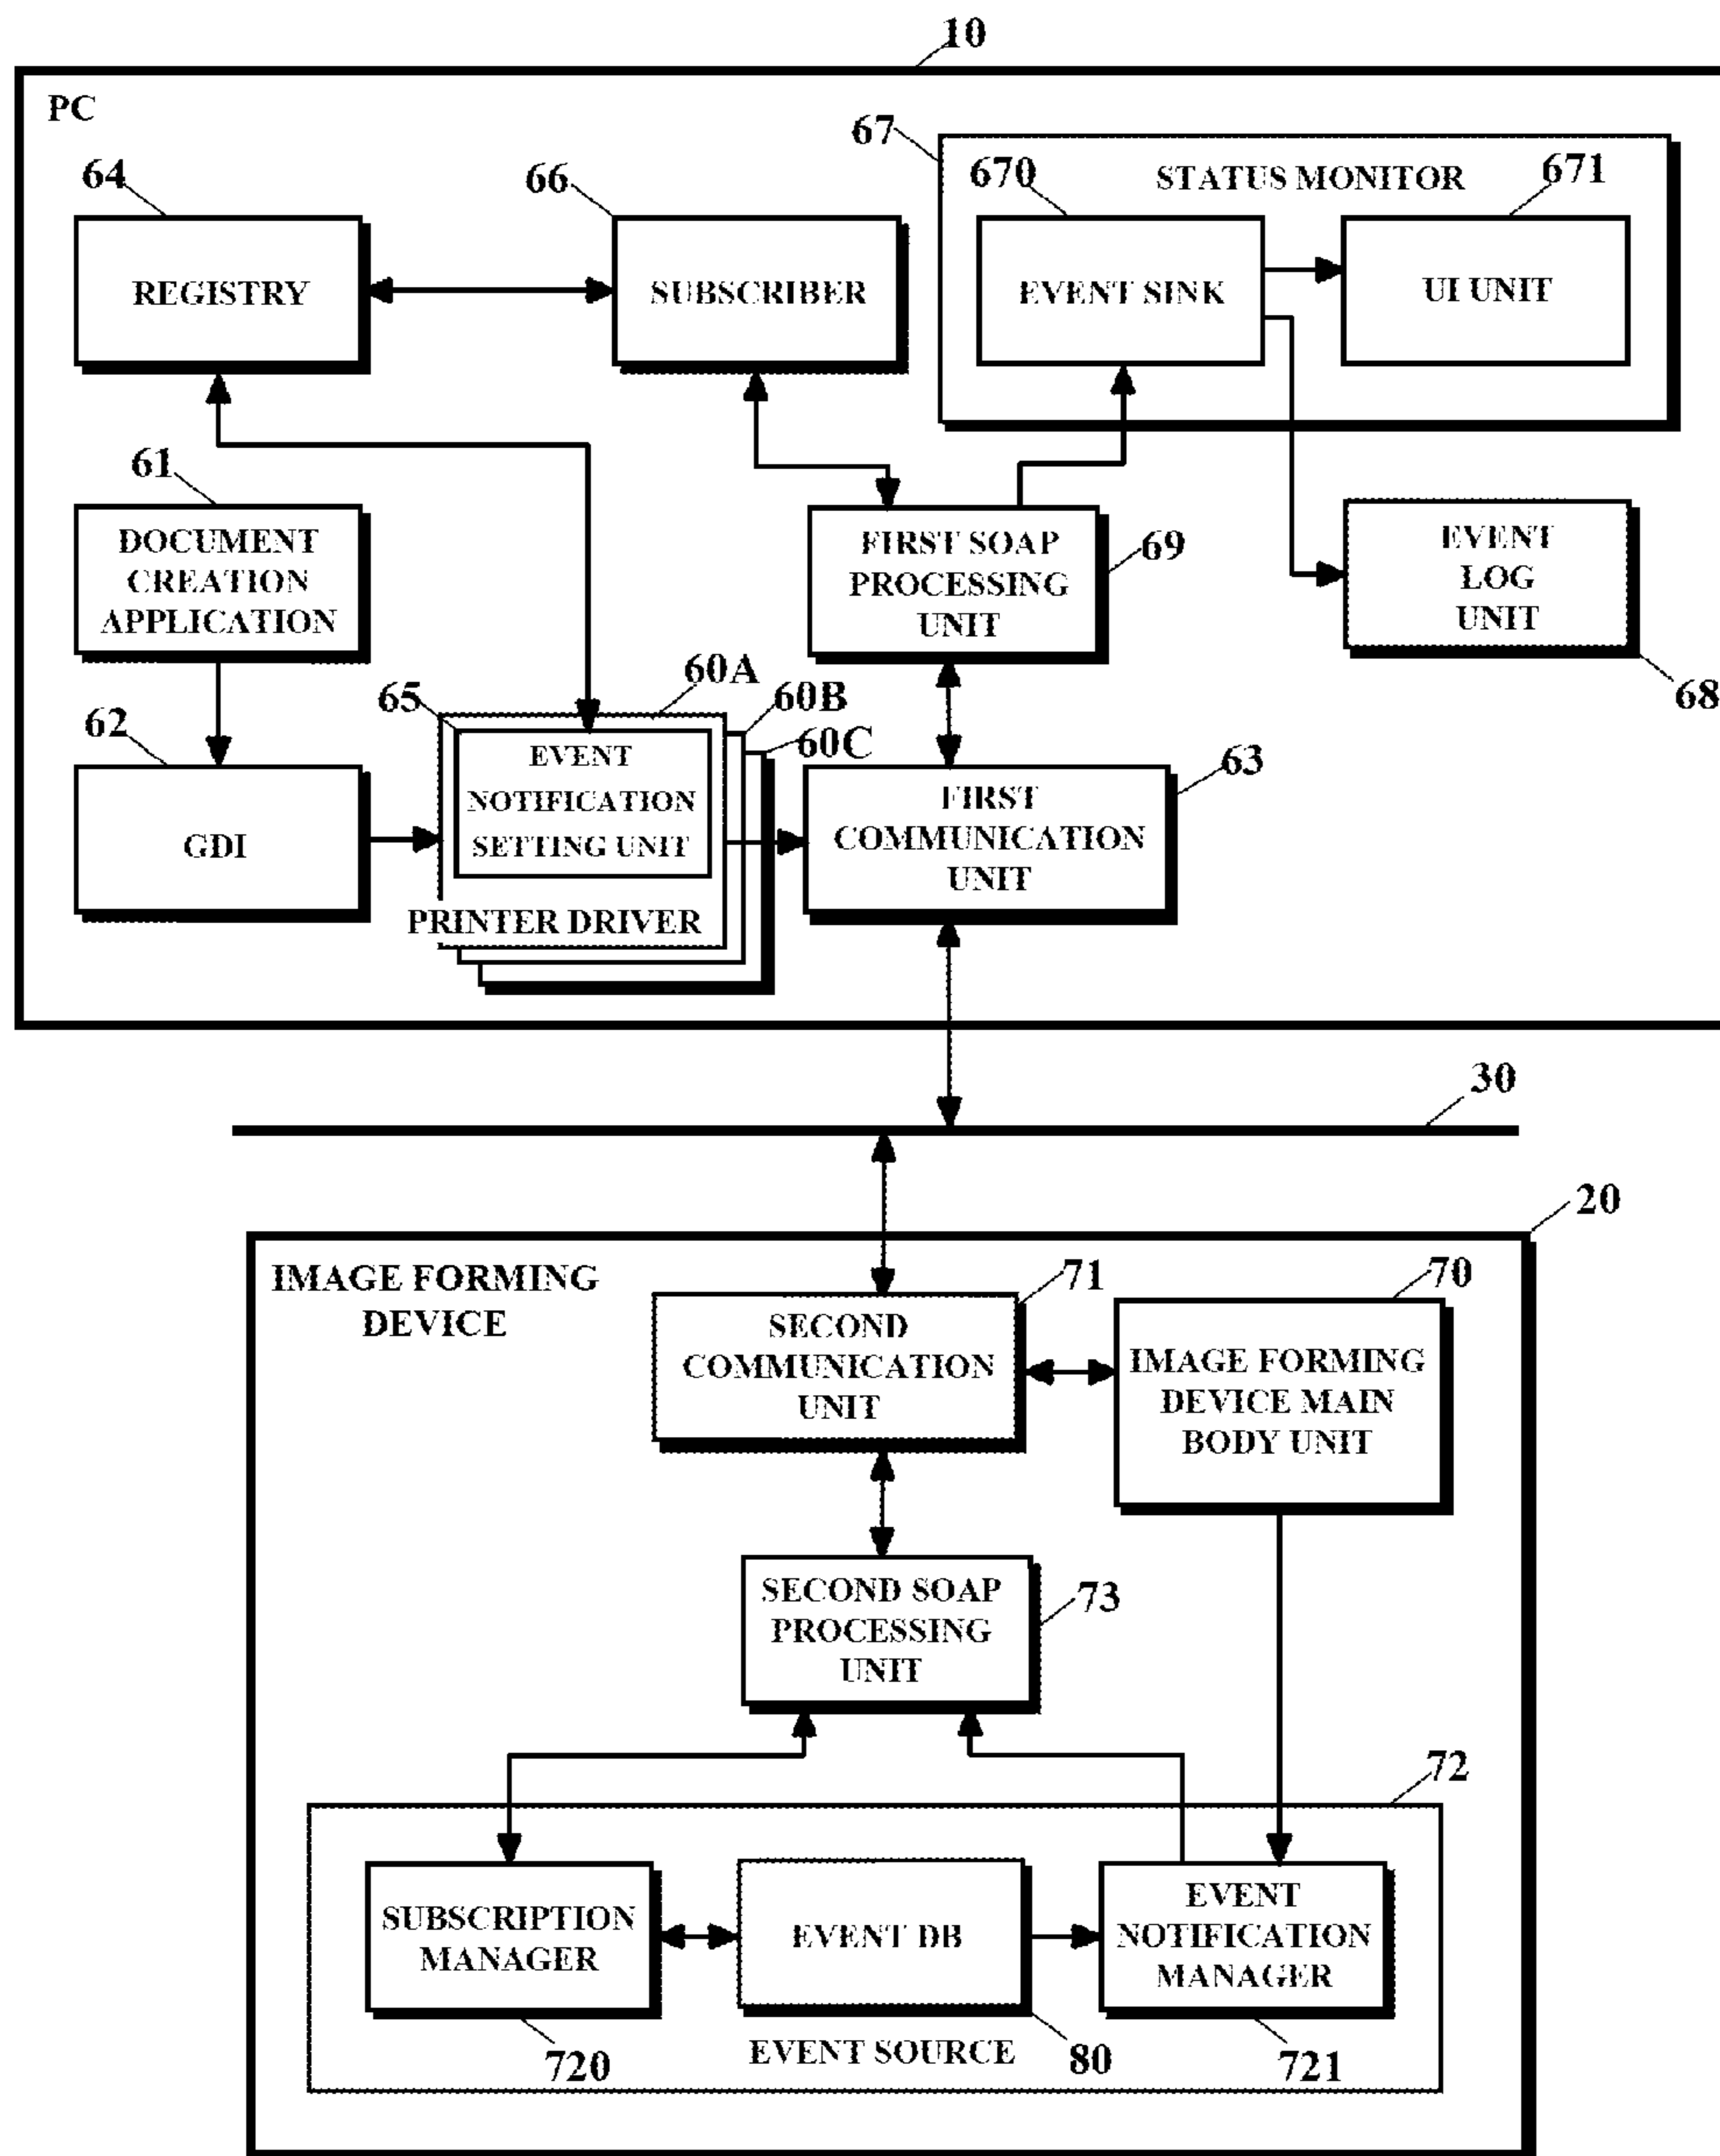 10
PC
67
64
66
670
STATUS MONITOR
671
REGISTRY
SUBSCRIBER
EVENT SINK
UI UNIT
61
DOCUMENT
CREATION
APPLICATION
FIRST SOAP
PROCESSING
UNIT
69
EVENT
LOG
UNIT
68
62
GDI
65
60A
60B
60C
EVENT
NOTIFICATION
SETTING UNIT
PRINTER DRIVER
63
FIRST
COMMUNICATION
UNIT
30
20
IMAGE FORMING
DEVICE
71
SECOND
COMMUNICATION
UNIT
70
IMAGE FORMING
DEVICE MAIN
BODY UNIT
SECOND SOAP
PROCESSING
UNIT
73
72
SUBSCRIPTION
MANAGER
EVENT DB
EVENT
NOTIFICATION
MANAGER
720
EVENT SOURCE
80
721